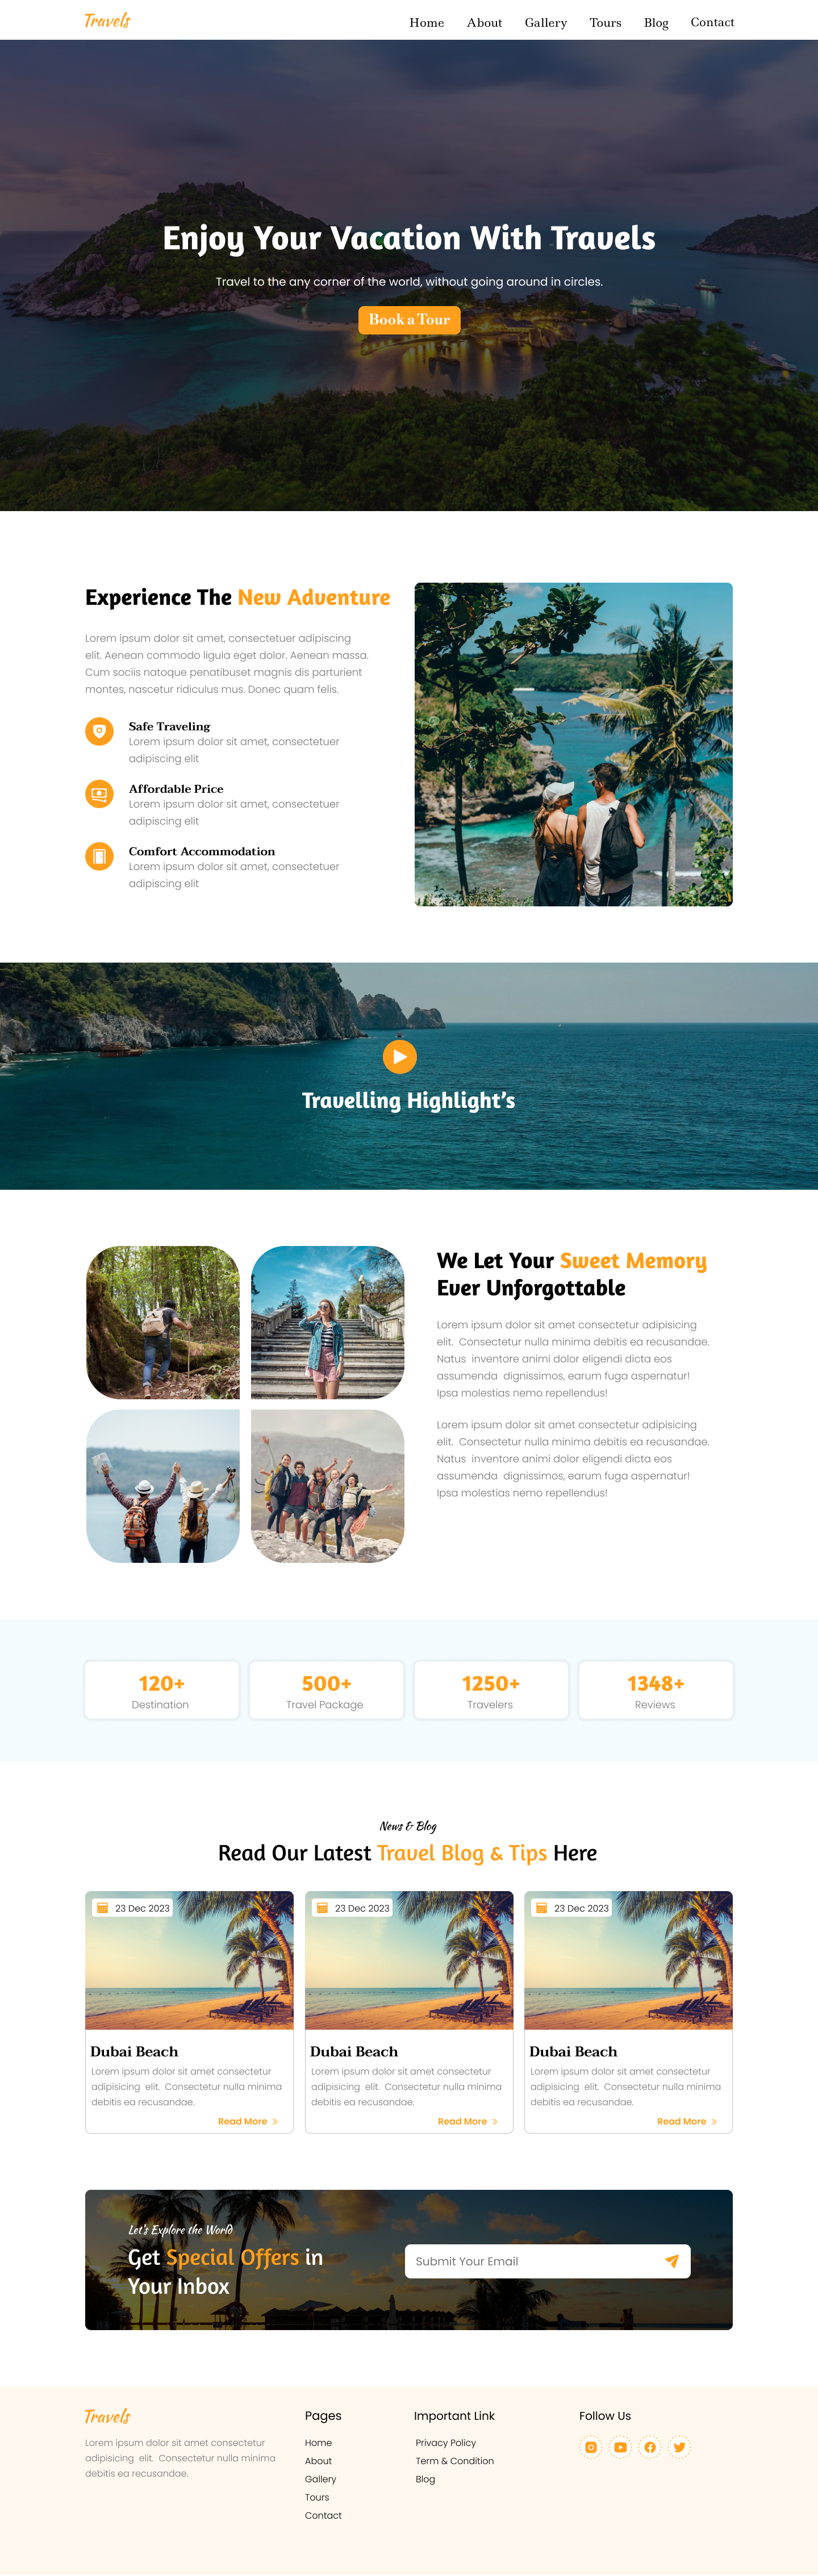 Travels
Home About Gallery Tours Blog Contact
Enjoy Your Vacation With Travels
Travel to the any corner of the world, without going around in circles.
Book a Tour
Experience The New Adventure
Lorem ipsum dolor sit amet, consectetuer adipiscing
elit. Aenean commodo ligula eget dolor. Aenean massa.
Cum sociis natoque penatibuset magnis dis parturient
montes, nascetur ridiculus mus. Donec quam felis.
Safe Traveling
Lorem ipsum dolor sit amet, consectetuer
adipiscing elit
Affordable Price
Lorem ipsum dolor sit amet, consectetuer
adipiscing elit
Comfort Accommodation
Lorem ipsum dolor sit amet, consectetuer
adipiscing elit
Travelling Highlight's
We Let Your Sweet Memory
Ever Unforgottable
Lorem ipsum dolor sit amet consectetur adipisicing
elit. Consectetur nulla minima debitis ea recusandae.
Natus inventore animi dolor eligendi dicta eos
assumenda dignissimos, earum fuga aspernatur!
Ipsa molestias nemo repellendus!
Lorem ipsum dolor sit amet consectetur adipisicing
elit. Consectetur nulla minima debitis ea recusandae.
Natus inventore animi dolor eligendi dicta eos
assumenda dignissimos, earum fuga aspernatur!
Ipsa molestias nemo repellendus!
120+
Destination
500+
Travel Package
1250+
Travelers
1348+
Reviews
News & Blog
Read Our Latest Travel Blog & Tips Here
23 Dec 2023
Dubai Beach
Lorem ipsum dolor sit amet consectetur
adipisicing elit. Consectetur nulla minima
debitis ea recusandae.
Read More »
23 Dec 2023
Dubai Beach
Lorem ipsum dolor sit amet consectetur
adipisicing elit. Consectetur nulla minima
debitis ea recusandae.
Read More »
23 Dec 2023
Dubai Beach
Lorem ipsum dolor sit amet consectetur
adipisicing elit. Consectetur nulla minima
debitis ea recusandae.
Read More »
Let's Explore the World
Get Special Offers in
Your Inbox
Submit Your Email
Travels
Lorem ipsum dolor sit amet consectetur
adipisicing elit. Consectetur nulla minima
debitis ea recusandae.
Pages
Home
About
Gallery
Tours
Contact
Important Link
Privacy Policy
Term & Condition
Blog
Follow Us